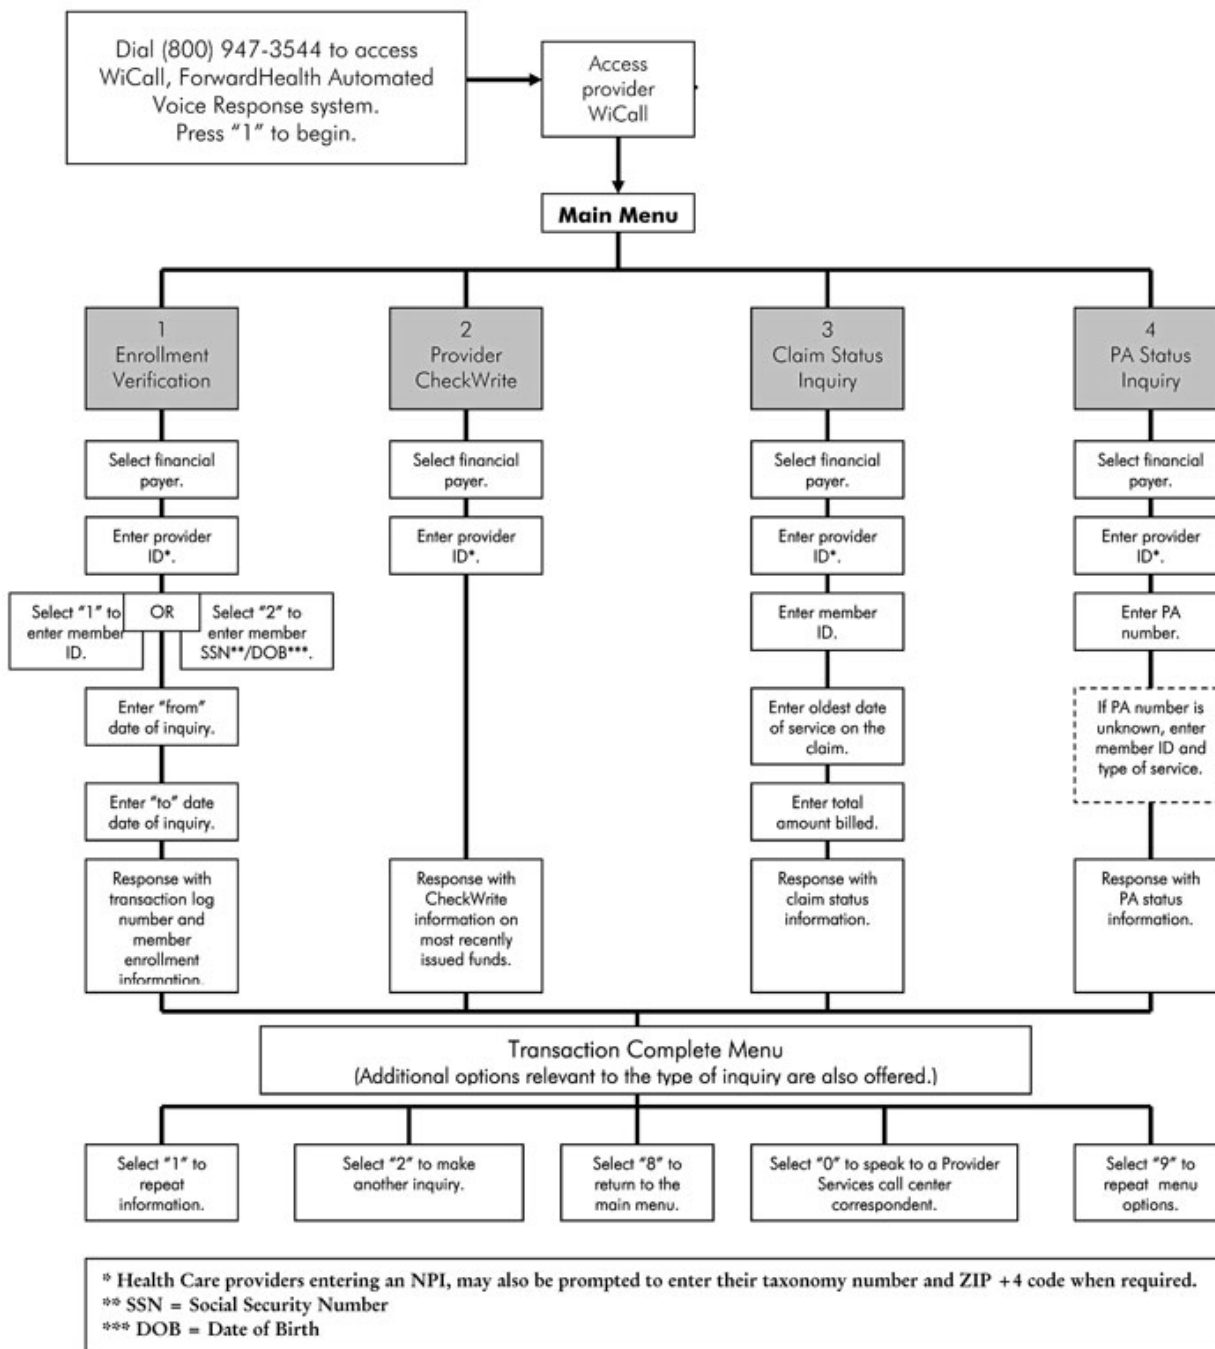 Dial (800) 947-3544 to access
WiCall, ForwardHealth Automated
Voice Response system.
Press "1" to begin.
Access
provider
WiCall
Main Menu
1
Enrollment
Verification
2
Provider
CheckWrite
3
Claim Status
Inquiry
4
PA Status
Inquiry
Select financial
payer.
Select financial
payer.
Select financial
payer.
Select financial
payer.
Enter provider
ID*.
Enter provider
ID*.
Enter provider
ID*.
Enter provider
ID*.
Select "1" to
enter member
ID.
OR
Select "2" to
enter member
SSN**/DOB***.
Enter member
ID.
Enter PA
number.
Enter "from"
date of inquiry.
Enter oldest date
of service on the
claim.
If PA number is
unknown, enter
member ID and
type of service.
Enter "to" date
date of inquiry.
Enter total
amount billed.
Response with
transaction log
number and
member
enrollment
information.
Response with
CheckWrite
information on
most recently
issued funds.
Response with
claim status
information.
Response with
PA status
information.
Transaction Complete Menu
(Additional options relevant to the type of inquiry are also offered.)
Select "1" to
repeat
information.
Select "2" to make
another inquiry.
Select "8" to
return to the
main menu.
Select "0" to speak to a Provider
Services call center
correspondent.
Select "9" to
repeat menu
options.
* Health Care providers entering an NPI, may also be prompted to enter their taxonomy number and ZIP +4 code when required.
** SSN = Social Security Number
*** DOB = Date of Birth